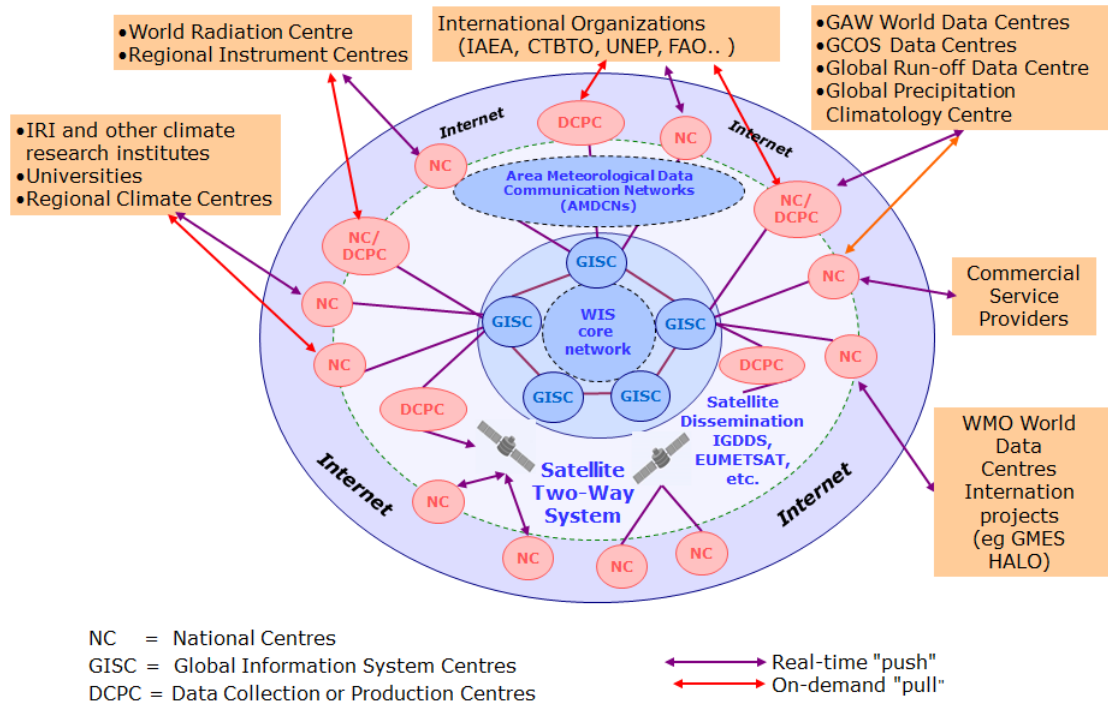 •World Radiation Centre
•Regional Instrument Centres
International Organizations
(IAEA, CTBTO, UNEP, FAO.. )
•GAW World Data Centres
•GCOS Data Centres
•Global Run-off Data Centre
•Global Precipitation
Climatology Centre
•IRI and other climate
research institutes
•Universities
•Regional Climate Centres
Internet
Internet
DCPC
NC
NC
Area Meteorological Data
Communication Networks
(AMDCNs)
NC/
DCPC
NC/
DCPC
GISC
NC
NC
Commercial
Service
Providers
GISC
WIS
core
network
GISC
NC
NC
DCPC
GISC
GISC
DCPC
Satellite
Dissemination
IGDDS,
EUMETSAT,
etc.
WMO World
Data
Centres
Internation
projects
(eg GMES
HALO)
Internet
Satellite
Two-Way
System
Internet
NC
NC
NC
NC
NC = National Centres
GISC = Global Information System Centres
DCPC = Data Collection or Production Centres
Real-time "push"
On-demand "pull"